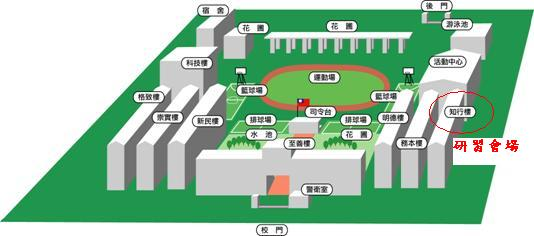 宿 舍
後 門
花 圃
花 圃
游泳池
科技樓
活動中心
運動場
籃球場
籃球場
格致樓
司令台
知行樓
崇實樓
新民樓
排球場
排球場
明德樓
水 池
至善樓
花 圃
務本樓
研習會場
警衛室
校 門